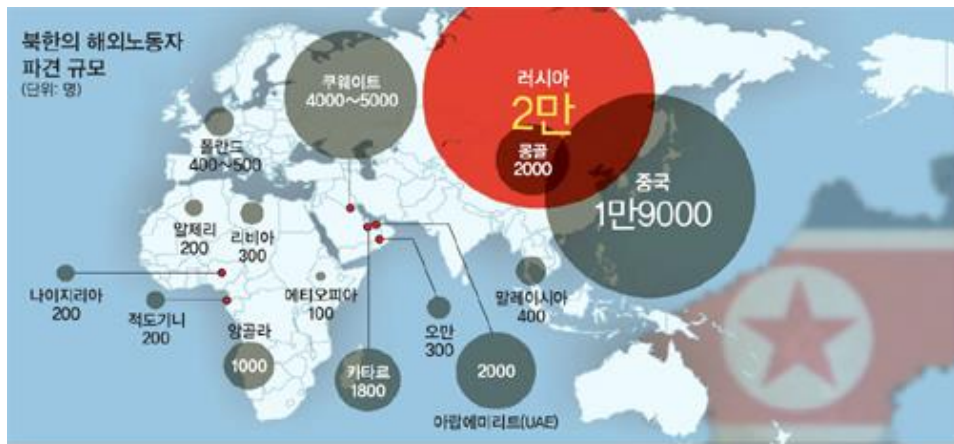 북한의 해외노동자
파견 규모
(단위: 명)
쿠웨이트
4000~5000
러시아
2만
몽골
2000
중국
1만9000
폴란드
400~500
알제리
200
리비아
300
나이지리아
200
적도기니
200
에티오피아
100
앙골라
1000
카타르
1800
오만
300
2000
아랍에미리트(UAE)
말레이시아
400